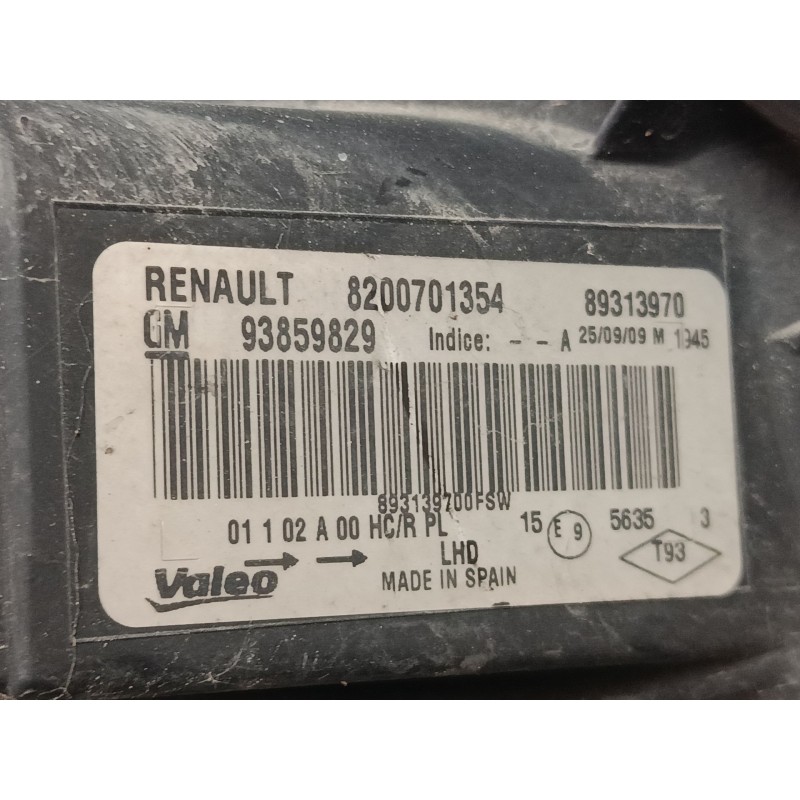 RENAULT 8200701354 89313970
GM 93859829 Indice: - - A 25/09/09 M 1945
893139700FSW
01 1 02 A 00 HC/R PL 15 E 9 5635 3
Valeo LHD T93
MADE IN SPAIN